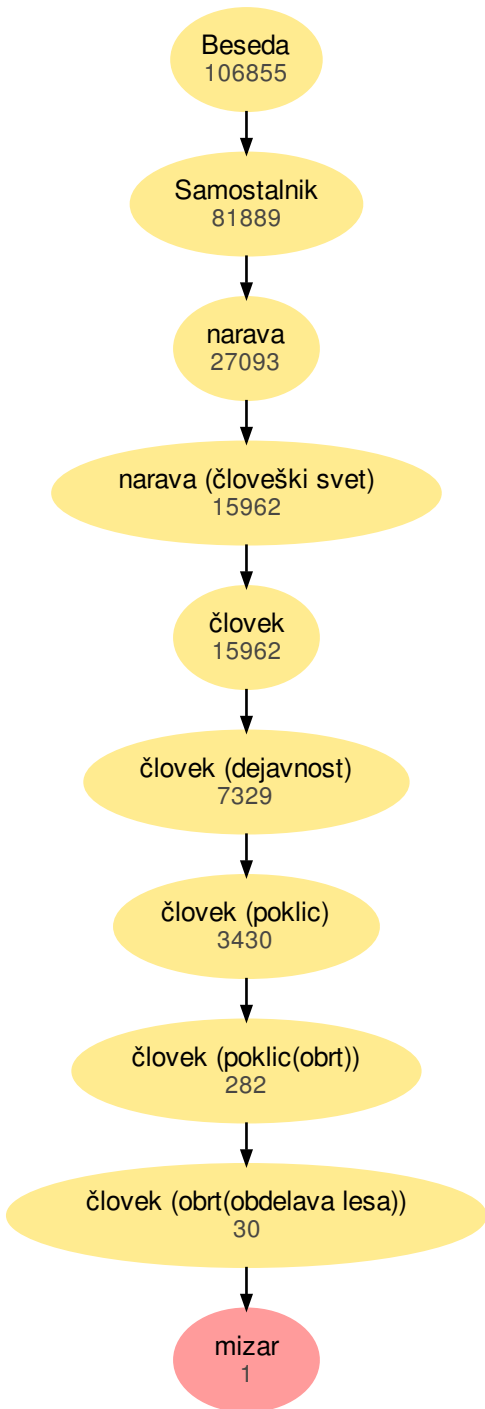 Beseda
106855
Samostalnik
81889
narava
27093
narava (človeški svet)
15962
človek
15962
človek (dejavnost)
7329
človek (poklic)
3430
človek (poklic(obrt))
282
človek (obrt(obdelava lesa))
30
mizar
1